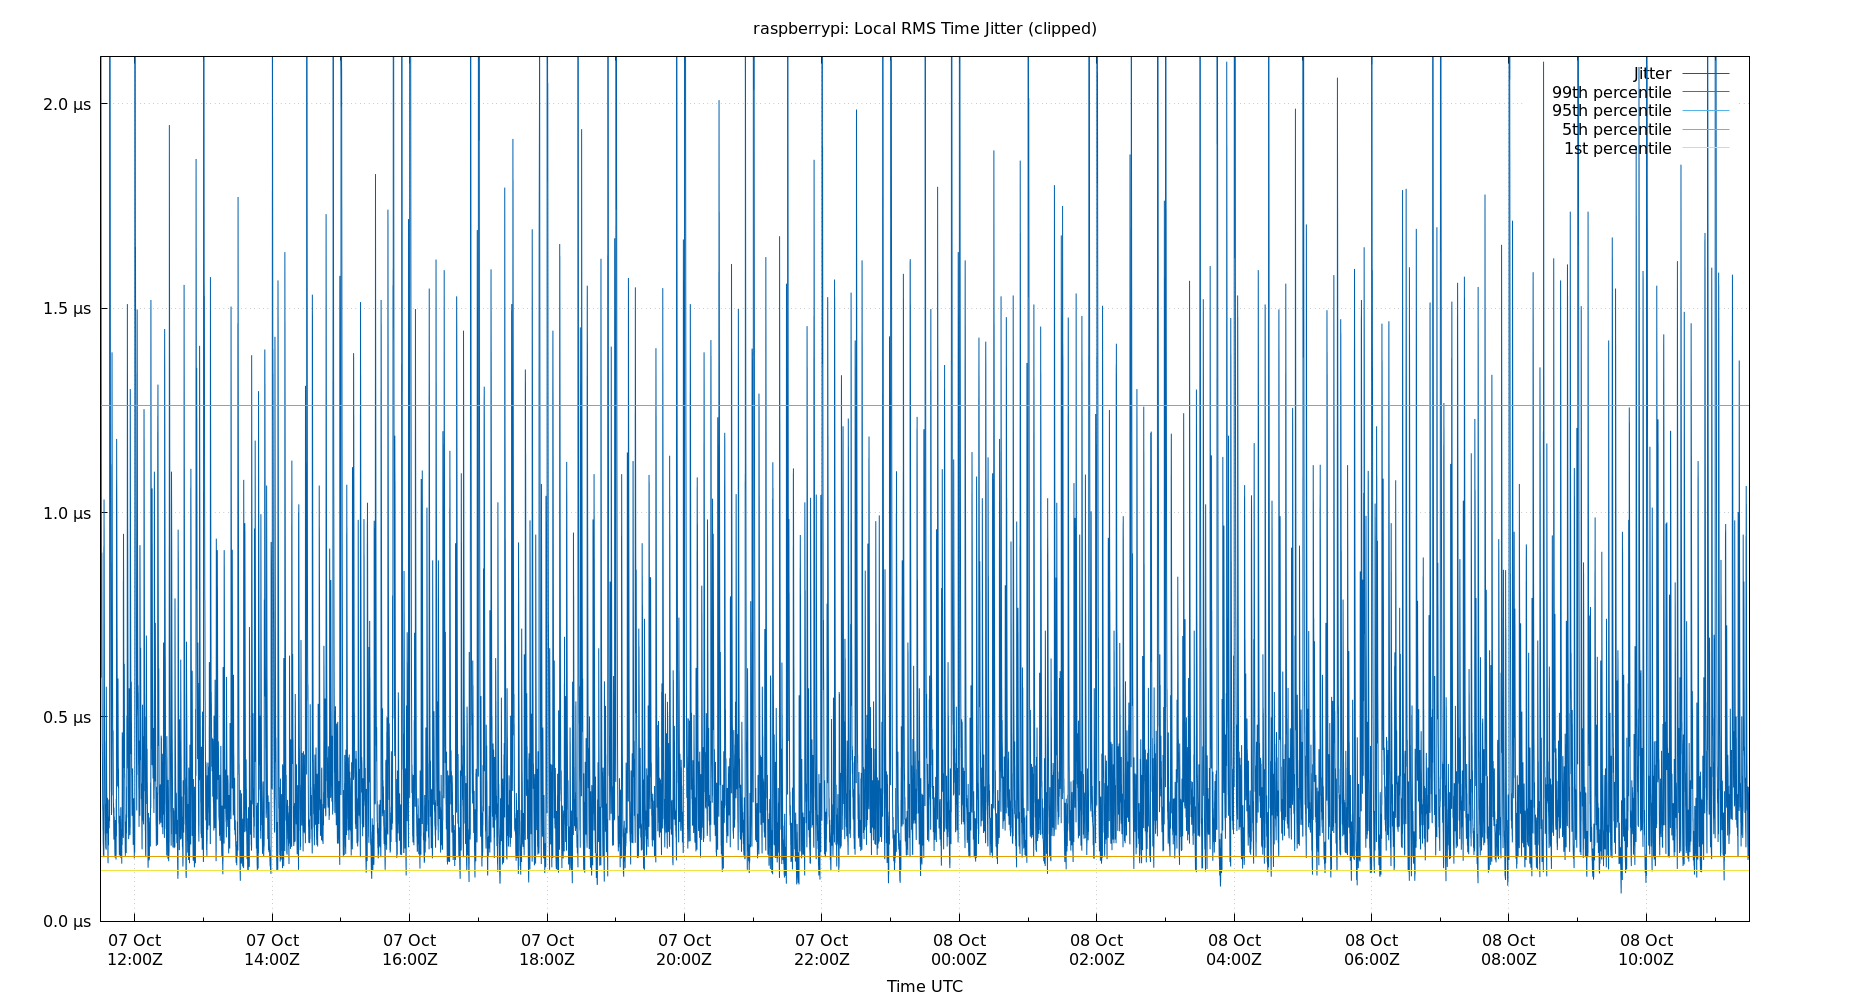 raspberrypi: Local RMS Time Jitter (clipped)
Jitter
99th percentile
95th percentile
5th percentile
1st percentile
2.0 µs
1.5 µs
1.0 µs
0.5 µs
0.0 µs
07 Oct 07 Oct 07 Oct 07 Oct 07 Oct 07 Oct 08 Oct 08 Oct 08 Oct 08 Oct 08 Oct 08 Oct
12:00Z 14:00Z 16:00Z 18:00Z 20:00Z 22:00Z 00:00Z 02:00Z 04:00Z 06:00Z 08:00Z 10:00Z
Time UTC